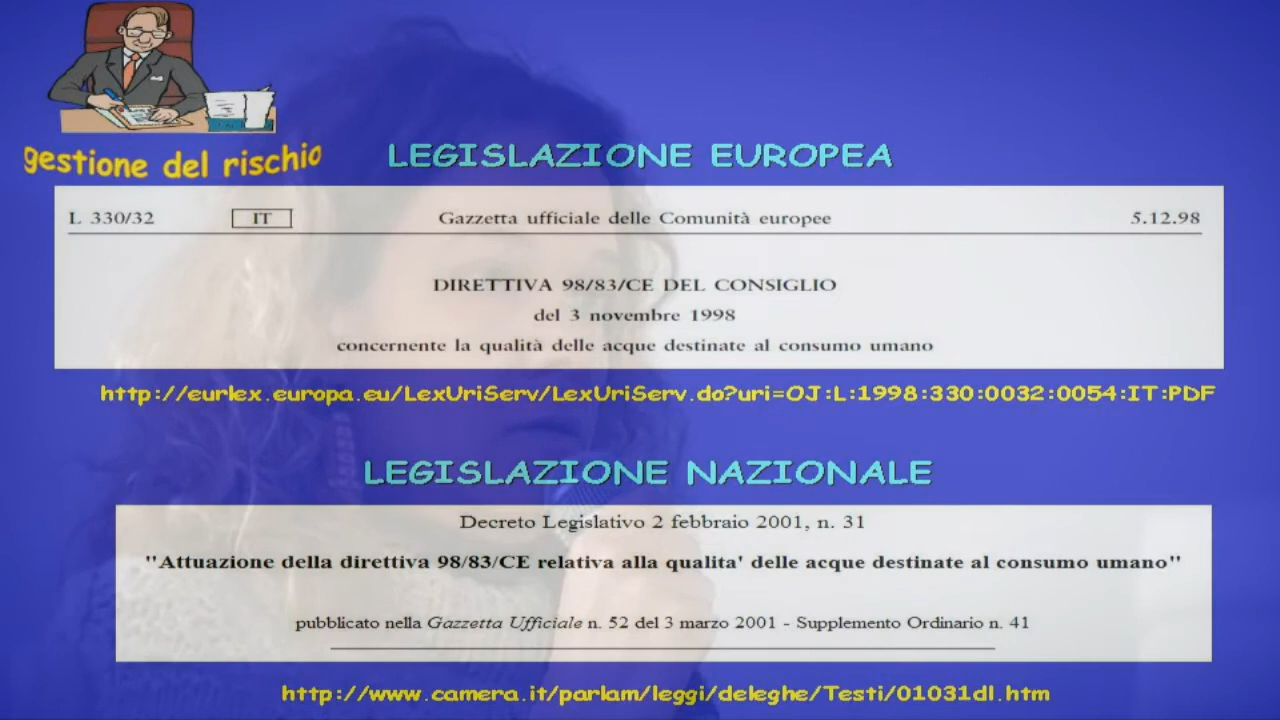 gestione del rischio
LEGISLAZIONE EUROPEA
L 330/32 IT Gazzetta ufficiale delle Comunità europee 5.12.98
DIRETTIVA 98/83/CE DEL CONSIGLIO
del 3 novembre 1998
concernente la qualità delle acque destinate al consumo umano
http://eurlex.europa.eu/LexUriServ/LexUriServ.do?uri=OJ:L:1998:330:0032:0054:IT:PDF
LEGISLAZIONE NAZIONALE
Decreto Legislativo 2 febbraio 2001, n. 31
"Attuazione della direttiva 98/83/CE relativa alla qualita' delle acque destinate al consumo umano"
pubblicato nella Gazzetta Ufficiale n. 52 del 3 marzo 2001 - Supplemento Ordinario n. 41
http://www.camera.it/parlam/leggi/deleghe/Testi/01031dl.htm